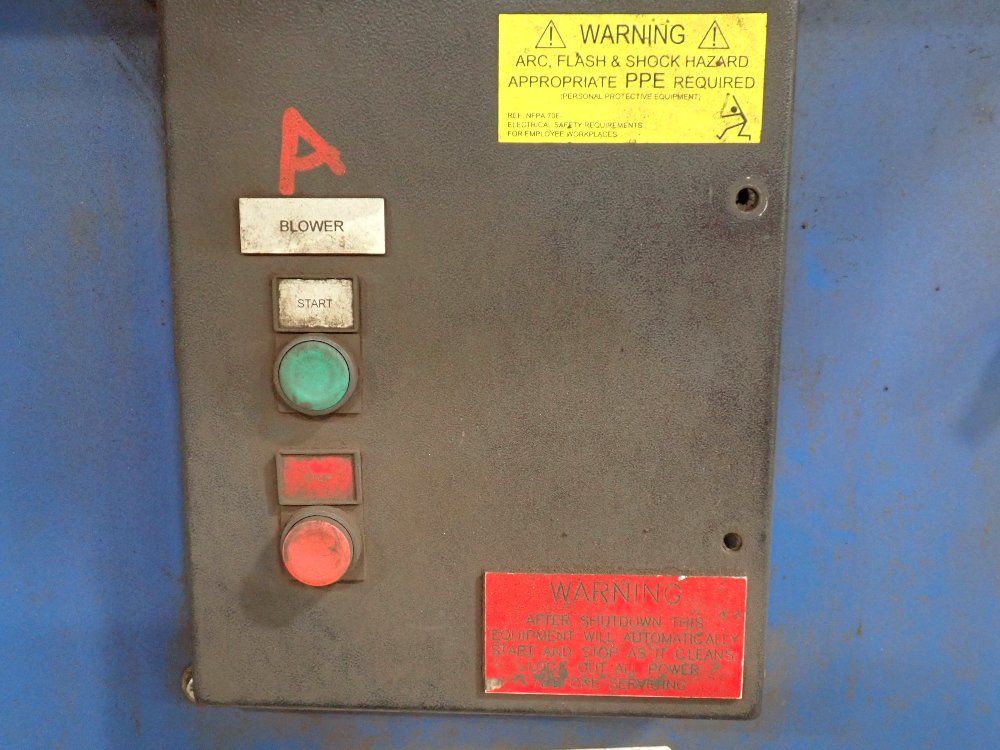 WARNING
ARC, FLASH & SHOCK HAZARD
APPROPRIATE PPE REQUIRED
(PERSONAL PROTECTIVE EQUIPMENT)
REF. NFPA 70E
ELECTRICAL SAFETY REQUIREMENTS
FOR EMPLOYEE WORKPLACES
A
BLOWER
START
WARNING
AFTER SHUTDOWN THIS
EQUIPMENT WILL AUTOMATICALLY
START AND STOP AS IT CLEANS.
LOCK OUT ALL POWER
BEFORE SERVICING